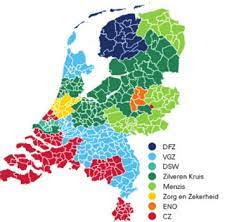 DFZ
VGZ
DSW
Zilveren Kruis
Menzis
Zorg en Zekerheid
ENO
CZ